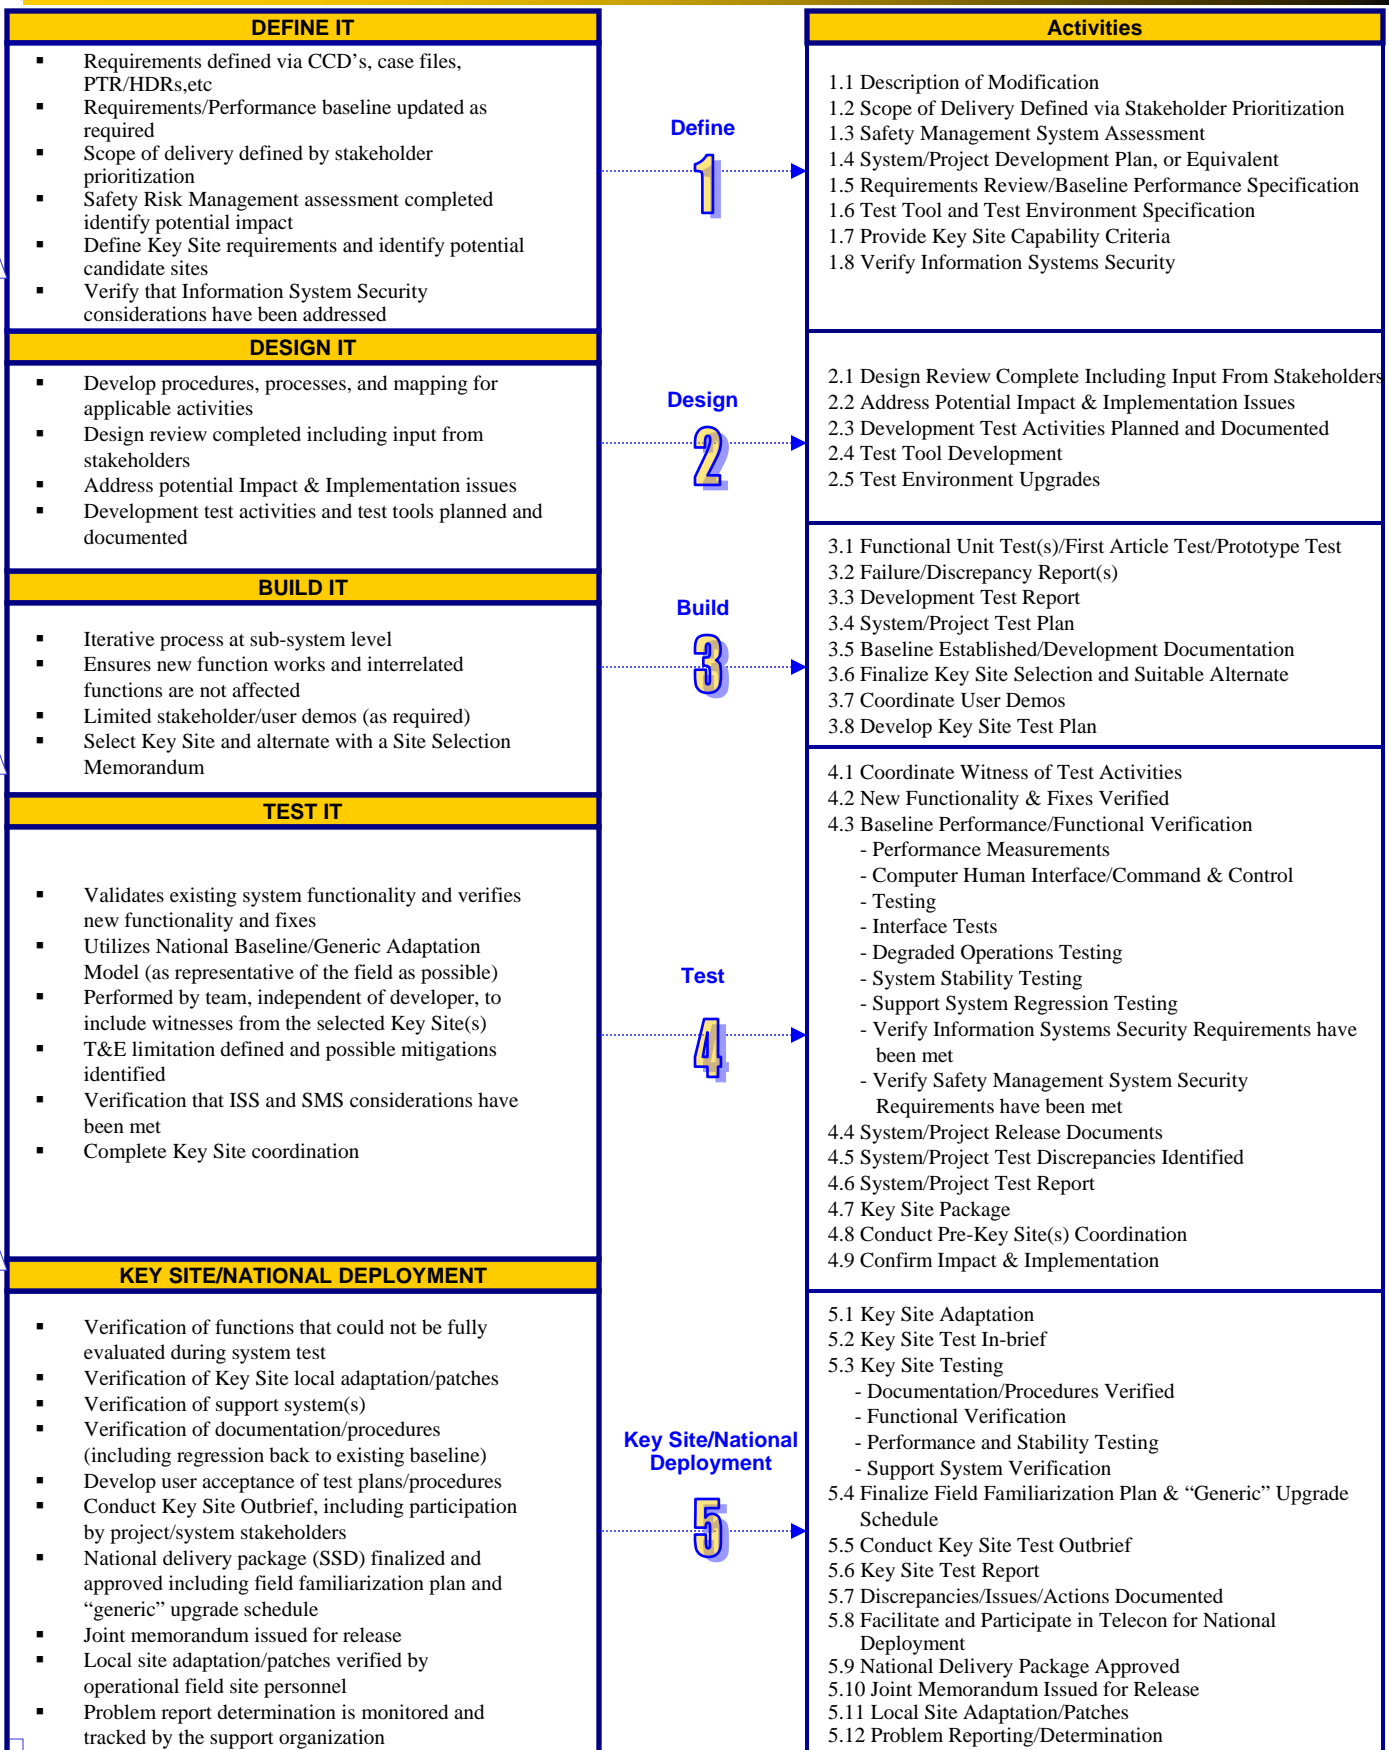 DEFINE IT
▪ Requirements defined via CCD's, case files,
PTR/HDRs,etc
▪ Requirements/Performance baseline updated as
required
▪ Scope of delivery defined by stakeholder
prioritization
▪ Safety Risk Management assessment completed
identify potential impact
▪ Define Key Site requirements and identify potential
candidate sites
▪ Verify that Information System Security
considerations have been addressed
Define
1
Activities
1.1 Description of Modification
1.2 Scope of Delivery Defined via Stakeholder Prioritization
1.3 Safety Management System Assessment
1.4 System/Project Development Plan, or Equivalent
1.5 Requirements Review/Baseline Performance Specification
1.6 Test Tool and Test Environment Specification
1.7 Provide Key Site Capability Criteria
1.8 Verify Information Systems Security
DESIGN IT
▪ Develop procedures, processes, and mapping for
applicable activities
▪ Design review completed including input from
stakeholders
▪ Address potential Impact & Implementation issues
▪ Development test activities and test tools planned and
documented
Design
2
2.1 Design Review Complete Including Input From Stakeholders
2.2 Address Potential Impact & Implementation Issues
2.3 Development Test Activities Planned and Documented
2.4 Test Tool Development
2.5 Test Environment Upgrades
BUILD IT
▪ Iterative process at sub-system level
▪ Ensures new function works and interrelated
functions are not affected
▪ Limited stakeholder/user demos (as required)
▪ Select Key Site and alternate with a Site Selection
Memorandum
Build
3
3.1 Functional Unit Test(s)/First Article Test/Prototype Test
3.2 Failure/Discrepancy Report(s)
3.3 Development Test Report
3.4 System/Project Test Plan
3.5 Baseline Established/Development Documentation
3.6 Finalize Key Site Selection and Suitable Alternate
3.7 Coordinate User Demos
3.8 Develop Key Site Test Plan
TEST IT
▪ Validates existing system functionality and verifies
new functionality and fixes
▪ Utilizes National Baseline/Generic Adaptation
Model (as representative of the field as possible)
▪ Performed by team, independent of developer, to
include witnesses from the selected Key Site(s)
▪ T&E limitation defined and possible mitigations
identified
▪ Verification that ISS and SMS considerations have
been met
▪ Complete Key Site coordination
Test
4
4.1 Coordinate Witness of Test Activities
4.2 New Functionality & Fixes Verified
4.3 Baseline Performance/Functional Verification
- Performance Measurements
- Computer Human Interface/Command & Control
- Testing
- Interface Tests
- Degraded Operations Testing
- System Stability Testing
- Support System Regression Testing
- Verify Information Systems Security Requirements have
been met
- Verify Safety Management System Security
Requirements have been met
4.4 System/Project Release Documents
4.5 System/Project Test Discrepancies Identified
4.6 System/Project Test Report
4.7 Key Site Package
4.8 Conduct Pre-Key Site(s) Coordination
4.9 Confirm Impact & Implementation
KEY SITE/NATIONAL DEPLOYMENT
▪ Verification of functions that could not be fully
evaluated during system test
▪ Verification of Key Site local adaptation/patches
▪ Verification of support system(s)
▪ Verification of documentation/procedures
(including regression back to existing baseline)
▪ Develop user acceptance of test plans/procedures
▪ Conduct Key Site Outbrief, including participation
by project/system stakeholders
▪ National delivery package (SSD) finalized and
approved including field familiarization plan and
“generic” upgrade schedule
▪ Joint memorandum issued for release
▪ Local site adaptation/patches verified by
operational field site personnel
▪ Problem report determination is monitored and
tracked by the support organization
Key Site/National
Deployment
5
5.1 Key Site Adaptation
5.2 Key Site Test In-brief
5.3 Key Site Testing
- Documentation/Procedures Verified
- Functional Verification
- Performance and Stability Testing
- Support System Verification
5.4 Finalize Field Familiarization Plan & “Generic” Upgrade
Schedule
5.5 Conduct Key Site Test Outbrief
5.6 Key Site Test Report
5.7 Discrepancies/Issues/Actions Documented
5.8 Facilitate and Participate in Telecon for National
Deployment
5.9 National Delivery Package Approved
5.10 Joint Memorandum Issued for Release
5.11 Local Site Adaptation/Patches
5.12 Problem Reporting/Determination